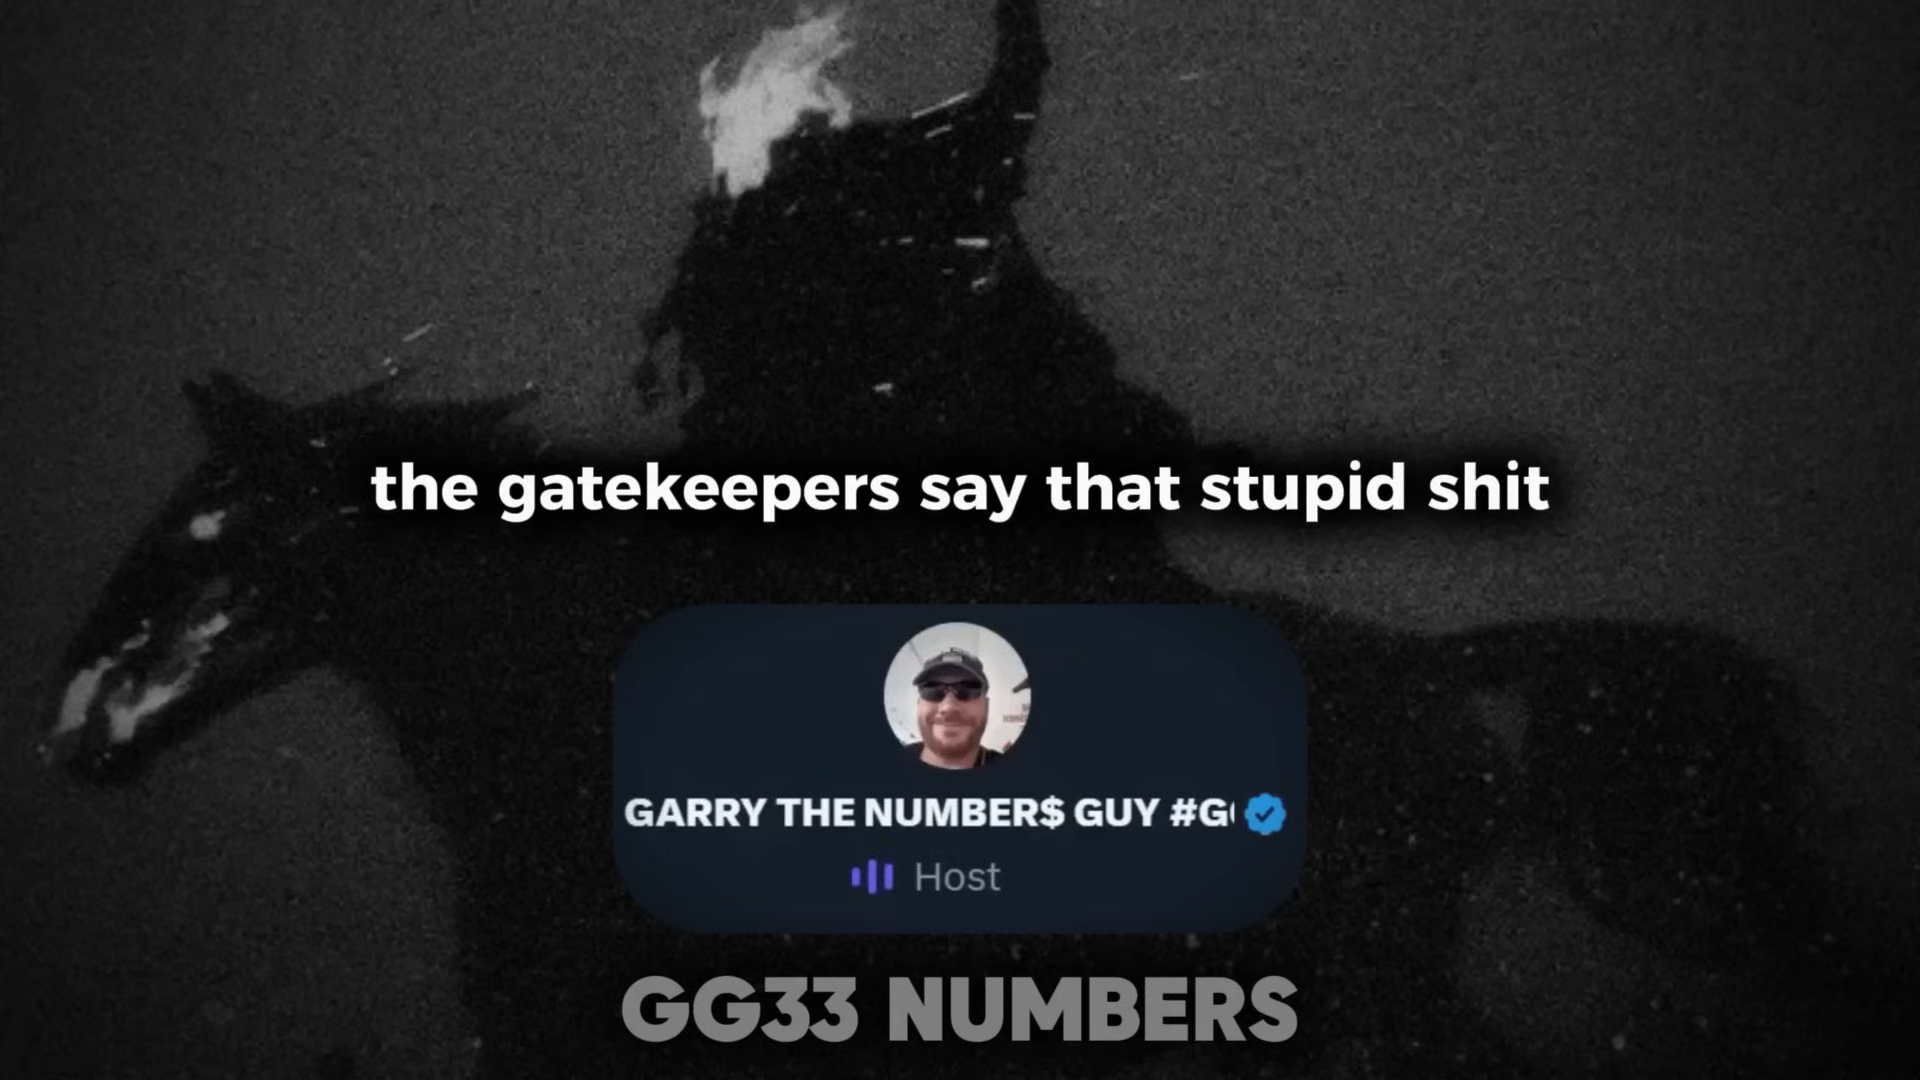 the gatekeepers say that stupid shit
GARRY THE NUMBER$ GUY #G
Host
GG33 NUMBERS